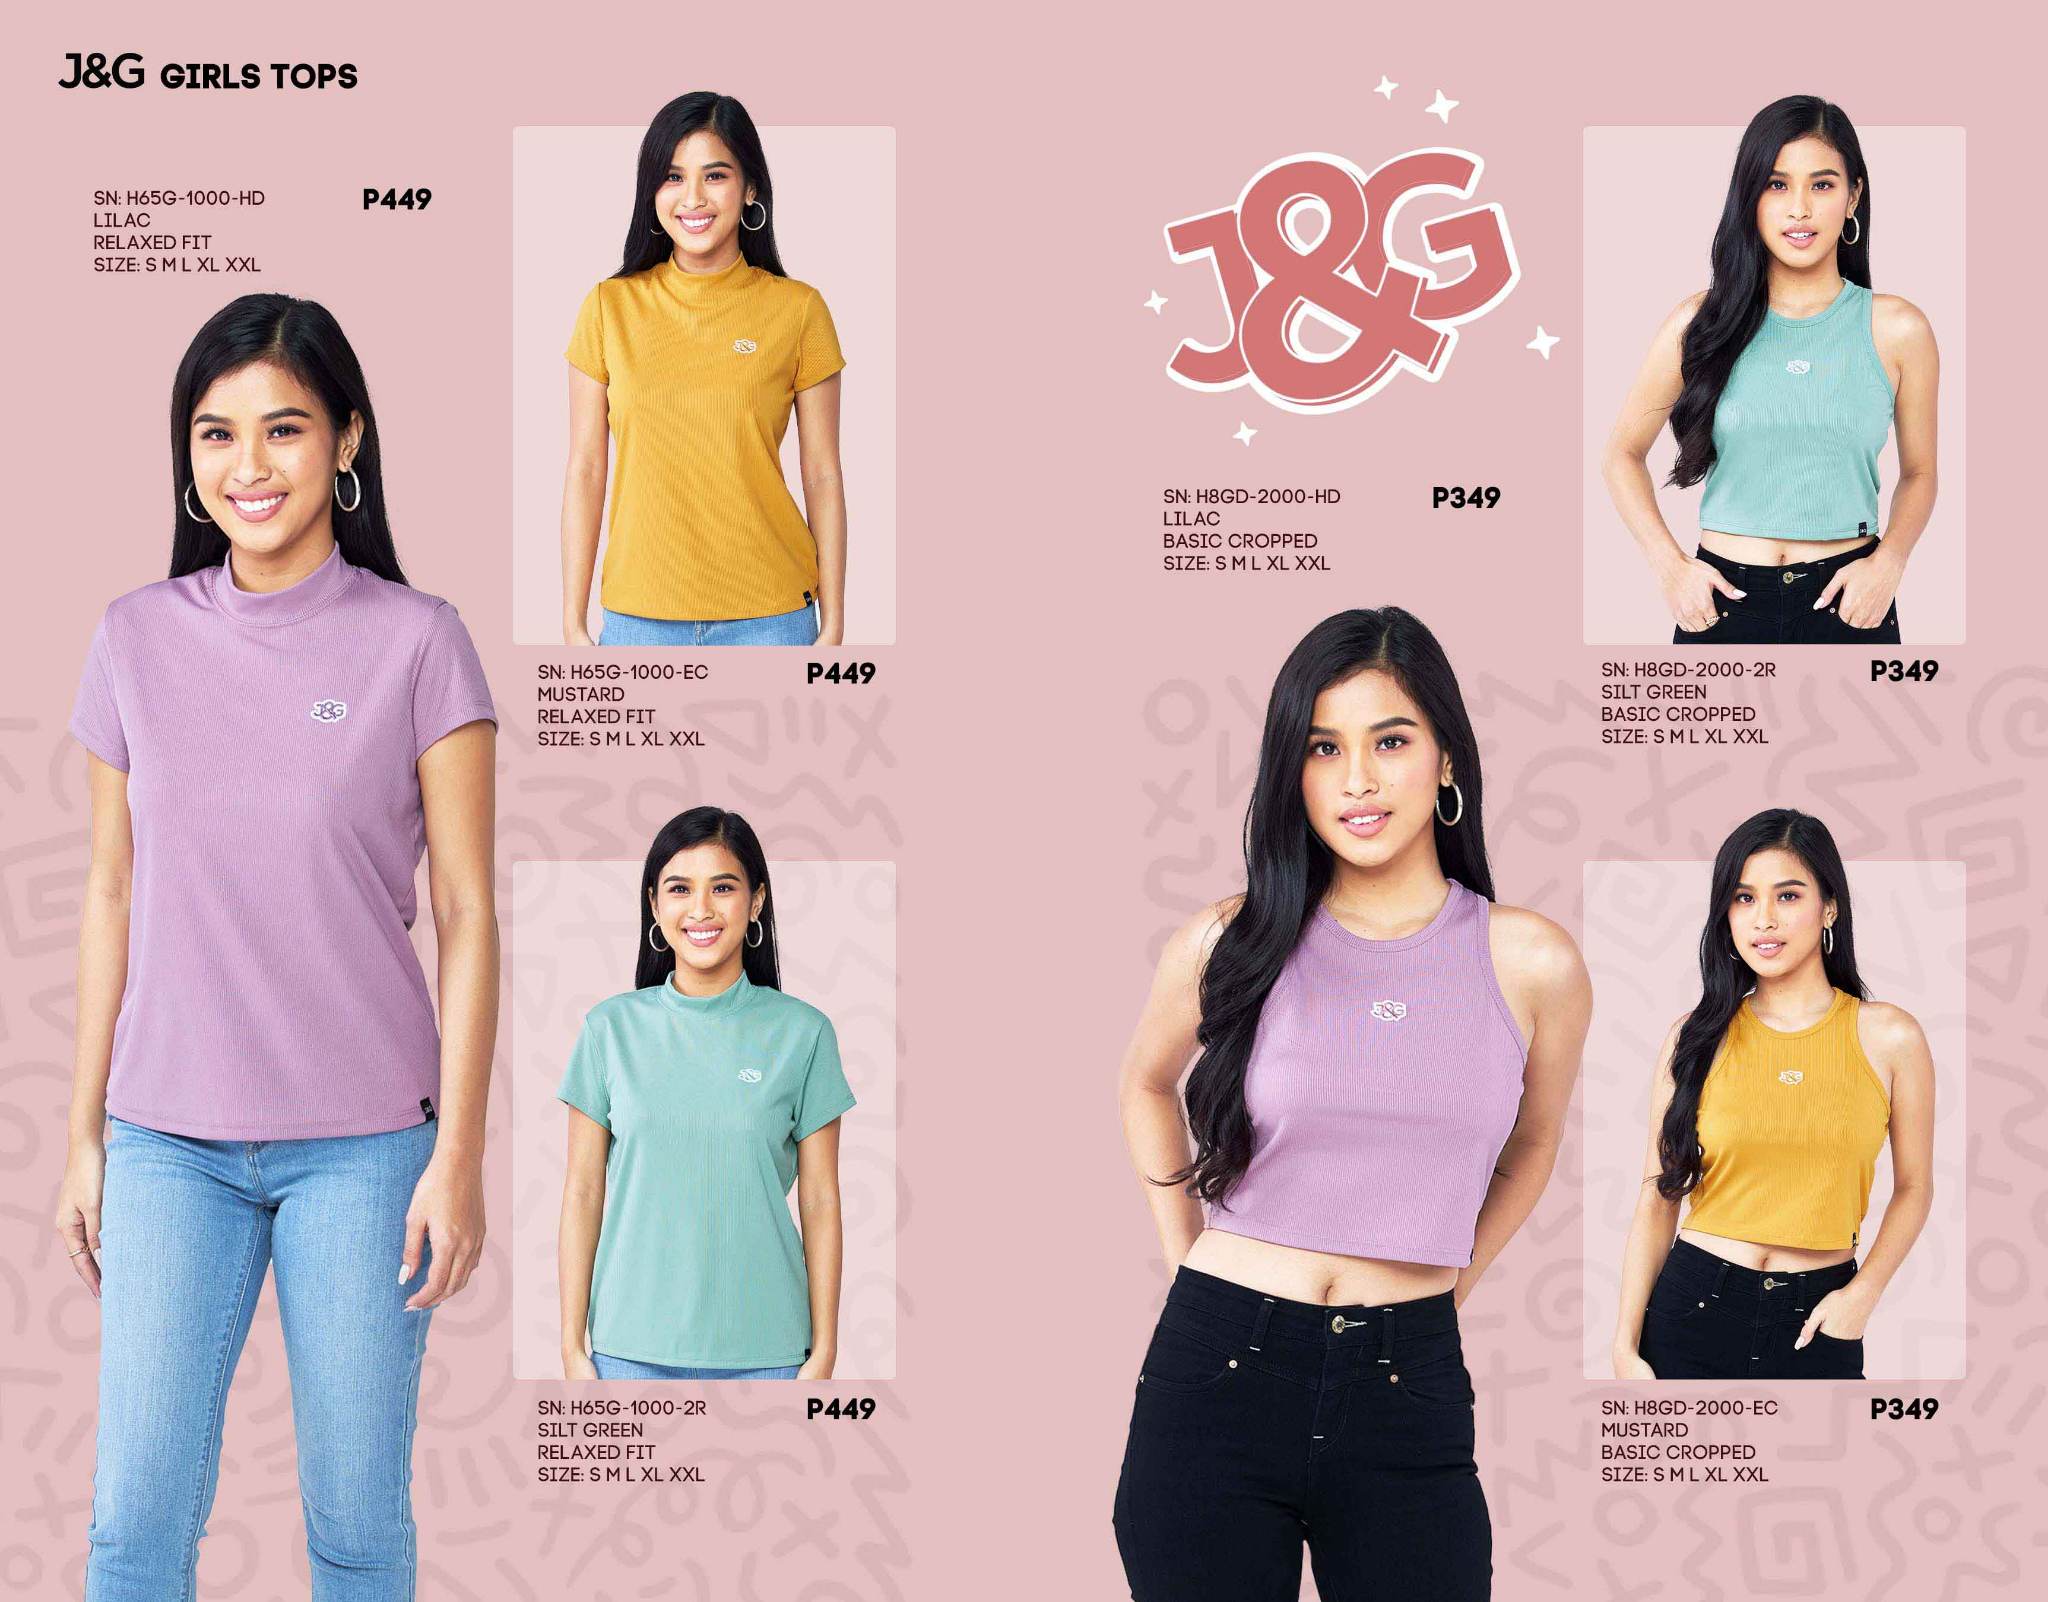 J&G GIRLS TOPS
SN: H65G-1000-HD P449
LILAC
RELAXED FIT
SIZE: S M L XL XXL
J&G
SN: H65G-1000-EC P449
MUSTARD
RELAXED FIT
SIZE: S M L XL XXL
J&G
J&G
SN: H65G-1000-2R P449
SILT GREEN
RELAXED FIT
SIZE: S M L XL XXL
J&G
SN: H8GD-2000-HD P349
LILAC
BASIC CROPPED
SIZE: S M L XL XXL
J&G
J&G
SN: H8GD-2000-2R P349
SILT GREEN
BASIC CROPPED
SIZE: S M L XL XXL
J&G
J&G
SN: H8GD-2000-EC P349
MUSTARD
BASIC CROPPED
SIZE: S M L XL XXL